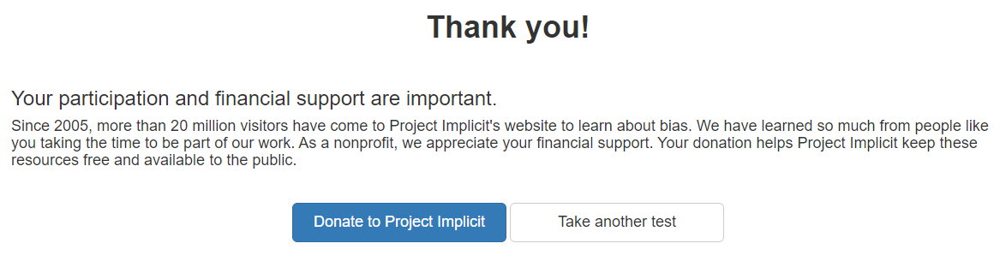 Thank you!
Your participation and financial support are important.
Since 2005, more than 20 million visitors have come to Project Implicit's website to learn about bias. We have learned so much from people like
you taking the time to be part of our work. As a nonprofit, we appreciate your financial support. Your donation helps Project Implicit keep these
resources free and available to the public.
Donate to Project Implicit
Take another test